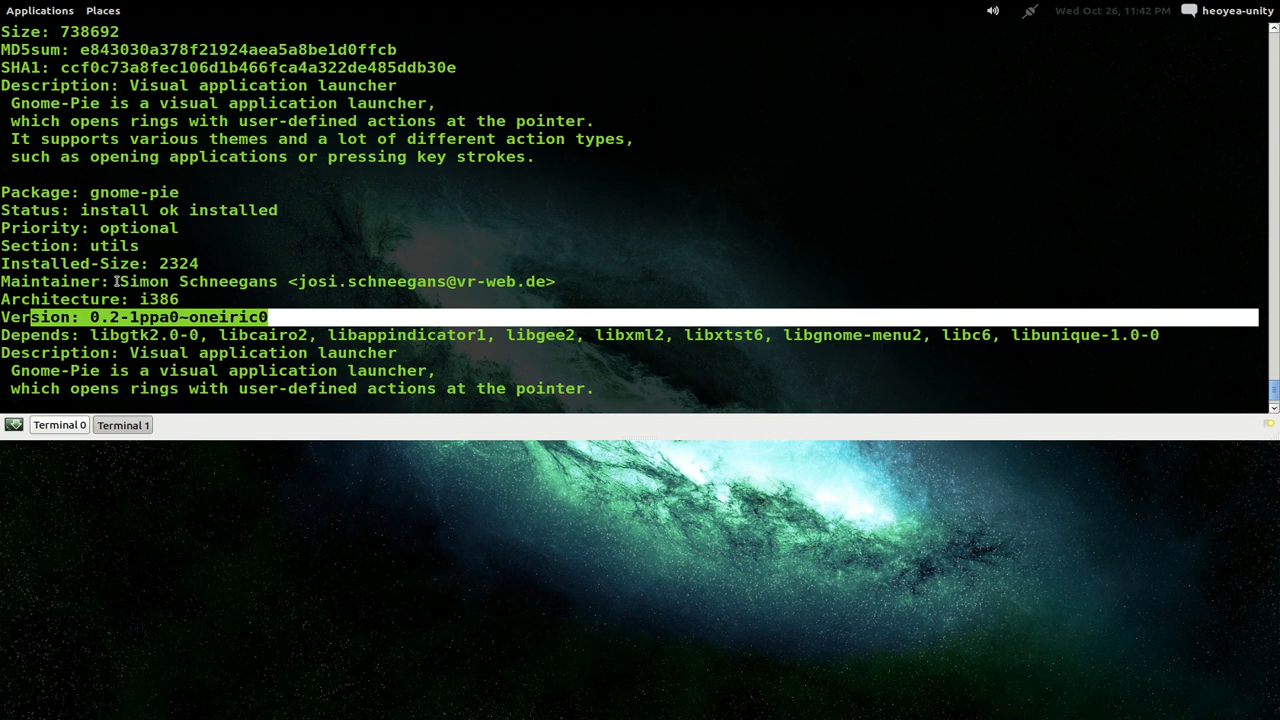 Applications Places Wed Oct 26, 11:42 PM heoyea-unity
Size: 738692
MD5sum: e843030a378f21924aea5a8be1d0ffcb
SHA1: ccf0c73a8fec106d1b466fca4a322de485ddb30e
Description: Visual application launcher
Gnome-Pie is a visual application launcher,
which opens rings with user-defined actions at the pointer.
It supports various themes and a lot of different action types,
such as opening applications or pressing key strokes.
Package: gnome-pie
Status: install ok installed
Priority: optional
Section: utils
Installed-Size: 2324
Maintainer: Simon Schneegans <josi.schneegans@vr-web.de>
Architecture: i386
Version: 0.2-1ppa0~oneiric0
Depends: libgtk2.0-0, libcairo2, libappindicator1, libgee2, libxml2, libxtst6, libgnome-menu2, libc6, libunique-1.0-0
Description: Visual application launcher
Gnome-Pie is a visual application launcher,
which opens rings with user-defined actions at the pointer.
Terminal 0 Terminal 1